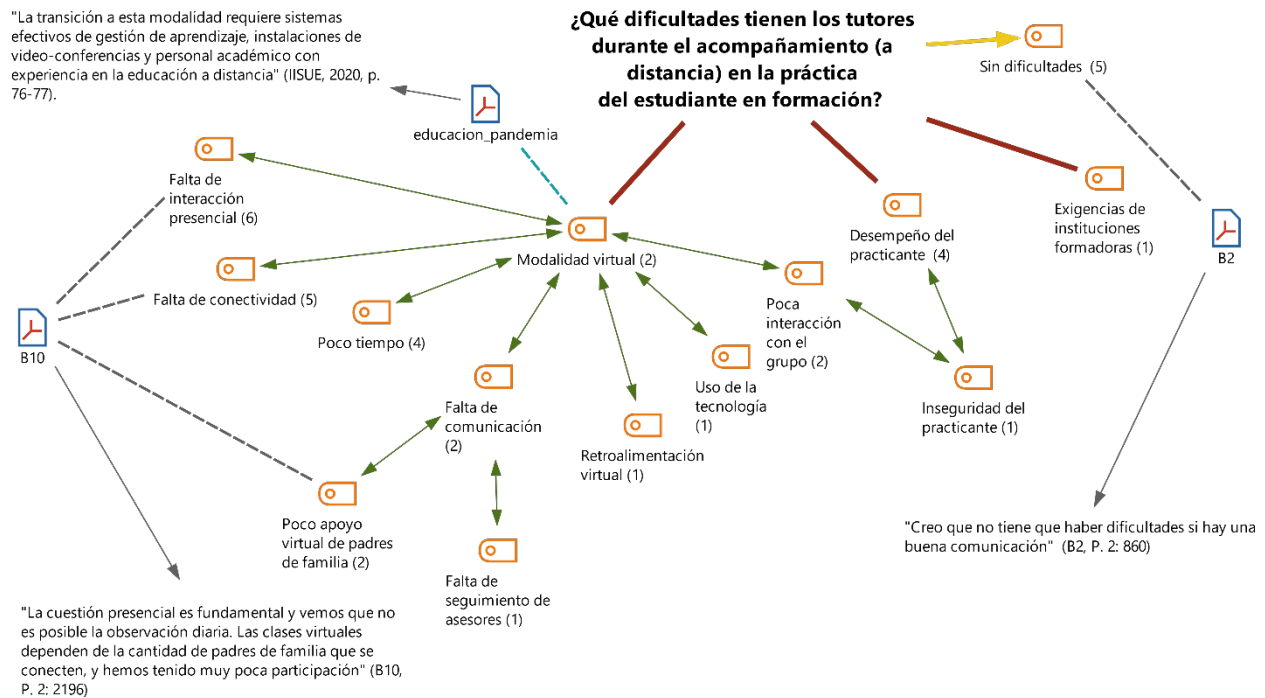 "La transición a esta modalidad requiere sistemas
efectivos de gestión de aprendizaje, instalaciones de
video-conferencias y personal académico con
experiencia en la educación a distancia" (IISUE, 2020, p.
76-77).
¿Qué dificultades tienen los tutores
durante el acompañamiento (a
distancia) en la práctica
del estudiante en formación?
Sin dificultades (5)
educacion_pandemia
Falta de
interacción
presencial (6)
Modalidad virtual (2)
Desempeño del
practicante (4)
Exigencias de
instituciones
formadoras (1)
B2
Falta de conectividad (5)
Poco tiempo (4)
Poca
interacción
con el
grupo (2)
B10
Falta de
comunicación
(2)
Uso de la
tecnología
(1)
Inseguridad del
practicante (1)
Retroalimentación
virtual (1)
Poco apoyo
virtual de padres
de familia (2)
Falta de
seguimiento de
asesores (1)
"Creo que no tiene que haber dificultades si hay una
buena comunicación" (B2, P. 2: 860)
"La cuestión presencial es fundamental y vemos que no
es posible la observación diaria. Las clases virtuales
dependen de la cantidad de padres de familia que se
conecten, y hemos tenido muy poca participación" (B10,
P. 2: 2196)